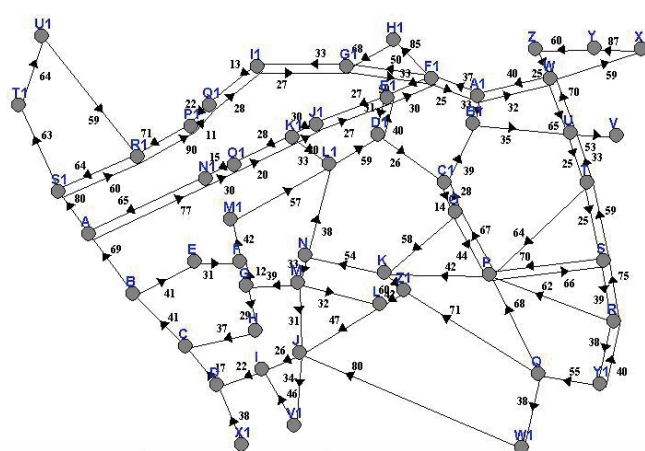 U1
H1
Z
Y
X
60
87
68
85
I1
33
G1
50
F1
W
59
13
33
37
A1
40
25
T1
64
27
E1
27
25
33
32
70
22
Q1
28
31
30
B1
59
P1
11
30
J1
40
D1
35
65
U
53
V
63
71
R1
90
28
K1
27
33
59
26
39
25
33
64
15
O1
L1
C1
S1
60
N1
30
20
28
80
65
14
25
59
A
77
M1
57
44
67
64
69
42
38
58
E
F
N
54
K
42
P
70
S
31
12
G
39
M
33
66
B
41
32
60
Z1
39
75
41
29
H
31
L
71
68
62
R
C
37
47
38
40
17
22
26
J
80
Q
55
Y1
D
I
34
38
46
38
V1
X1
W1